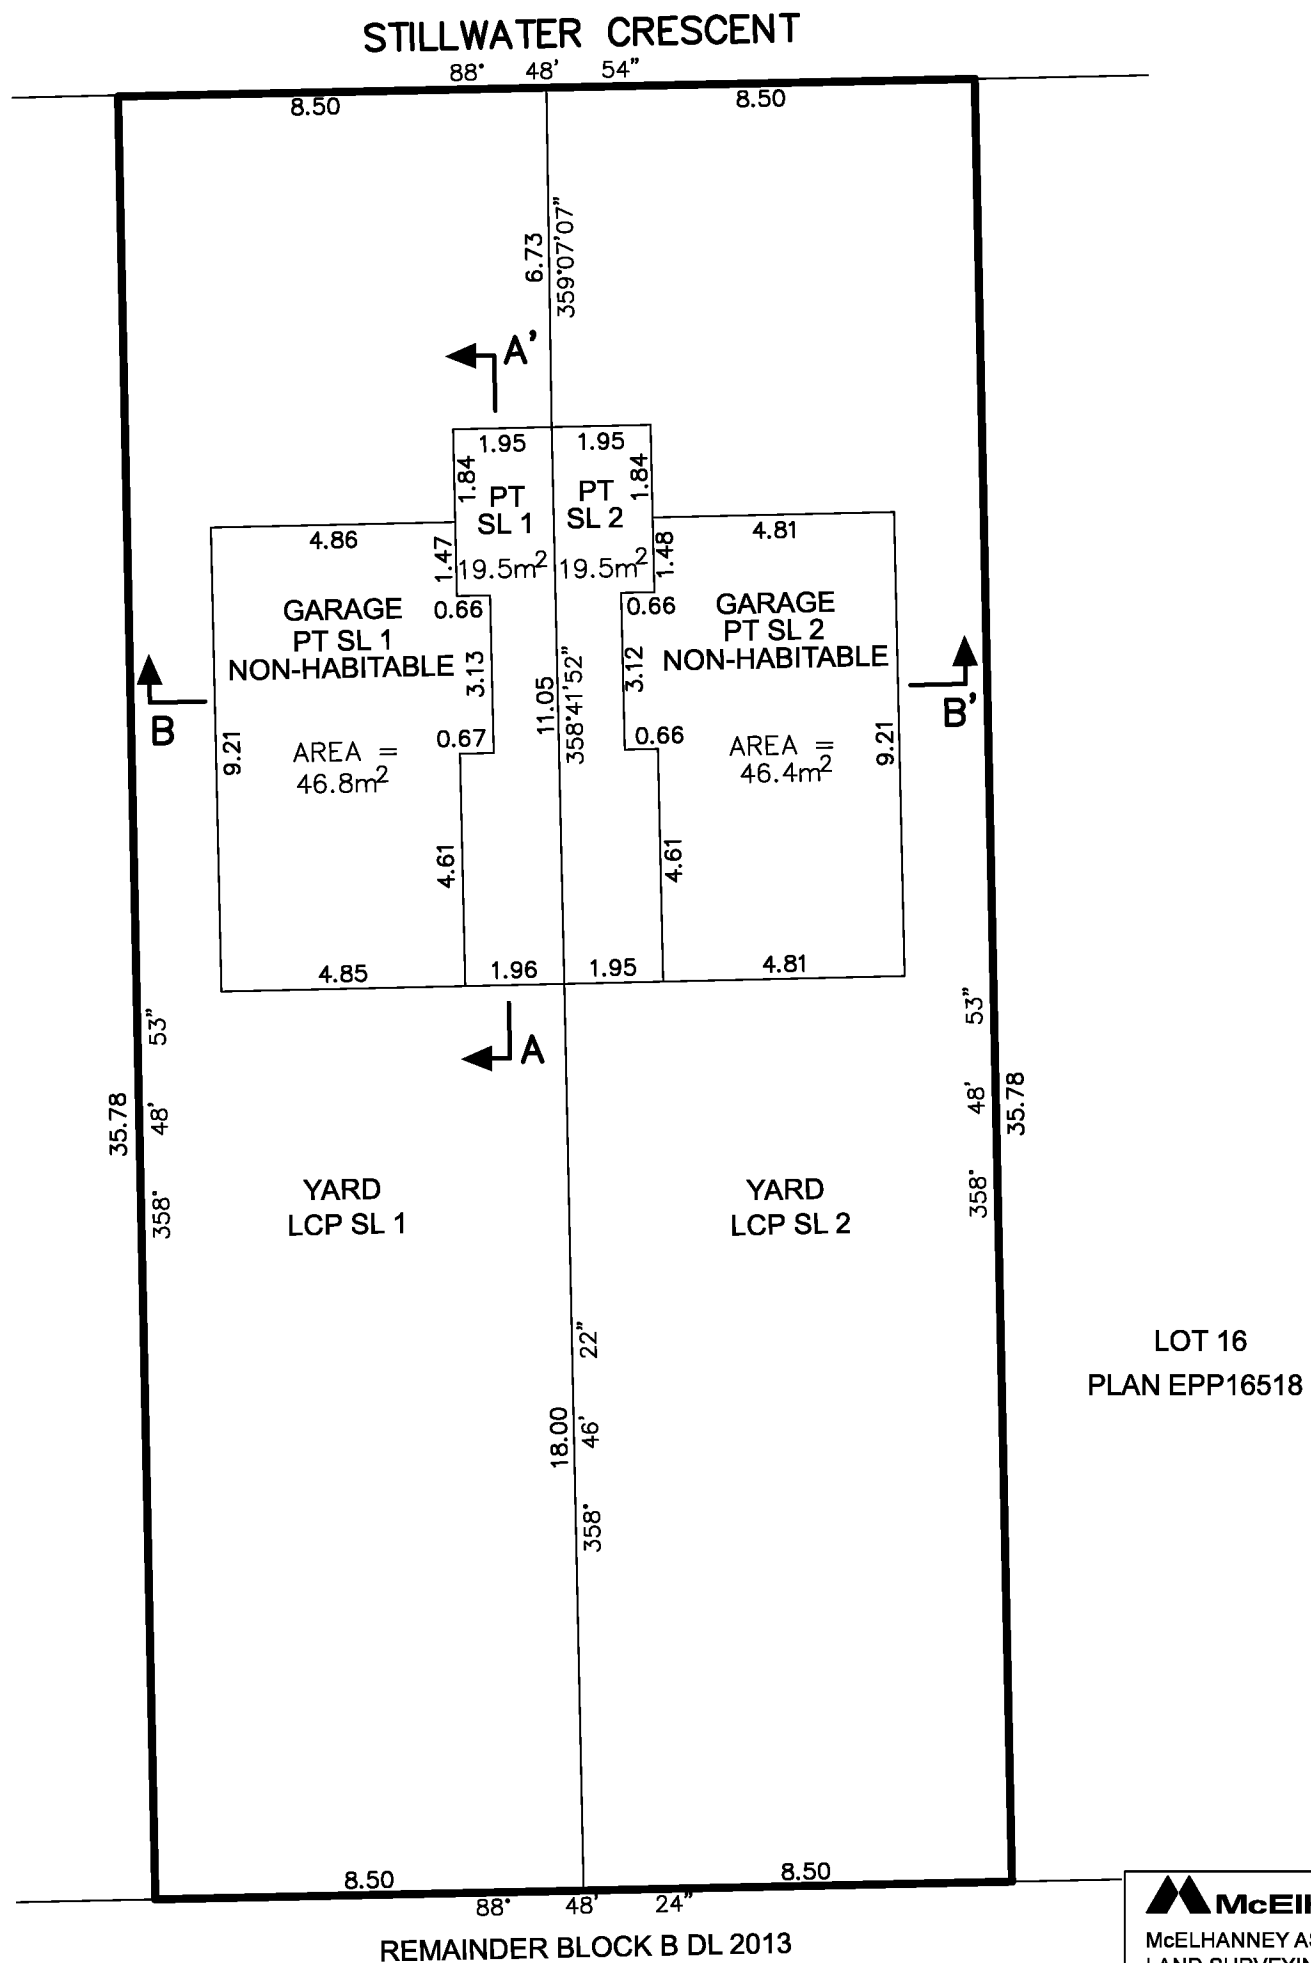 STILLWATER CRESCENT
88° 48' 54"
8.50
8.50
6.73
359°07'07"
A'
1.95
1.95
1.84
1.84
PT
SL 1
PT
SL 2
19.5m²
19.5m²
4.86
4.81
1.47
1.48
0.66
0.66
GARAGE
PT SL 1
NON-HABITABLE
GARAGE
PT SL 2
NON-HABITABLE
3.13
3.12
11.05
358°41'52"
B
B'
9.21
9.21
AREA =
46.8m²
0.67
0.66
AREA =
46.4m²
4.61
4.61
4.85
1.96
1.95
4.81
A
35.78
358° 48' 53"
358° 48' 53"
35.78
YARD
LCP SL 1
YARD
LCP SL 2
18.00
358° 46' 22"
LOT 16
PLAN EPP16518
8.50
8.50
88° 48' 24"
REMAINDER BLOCK B DL 2013
McELHANNEY